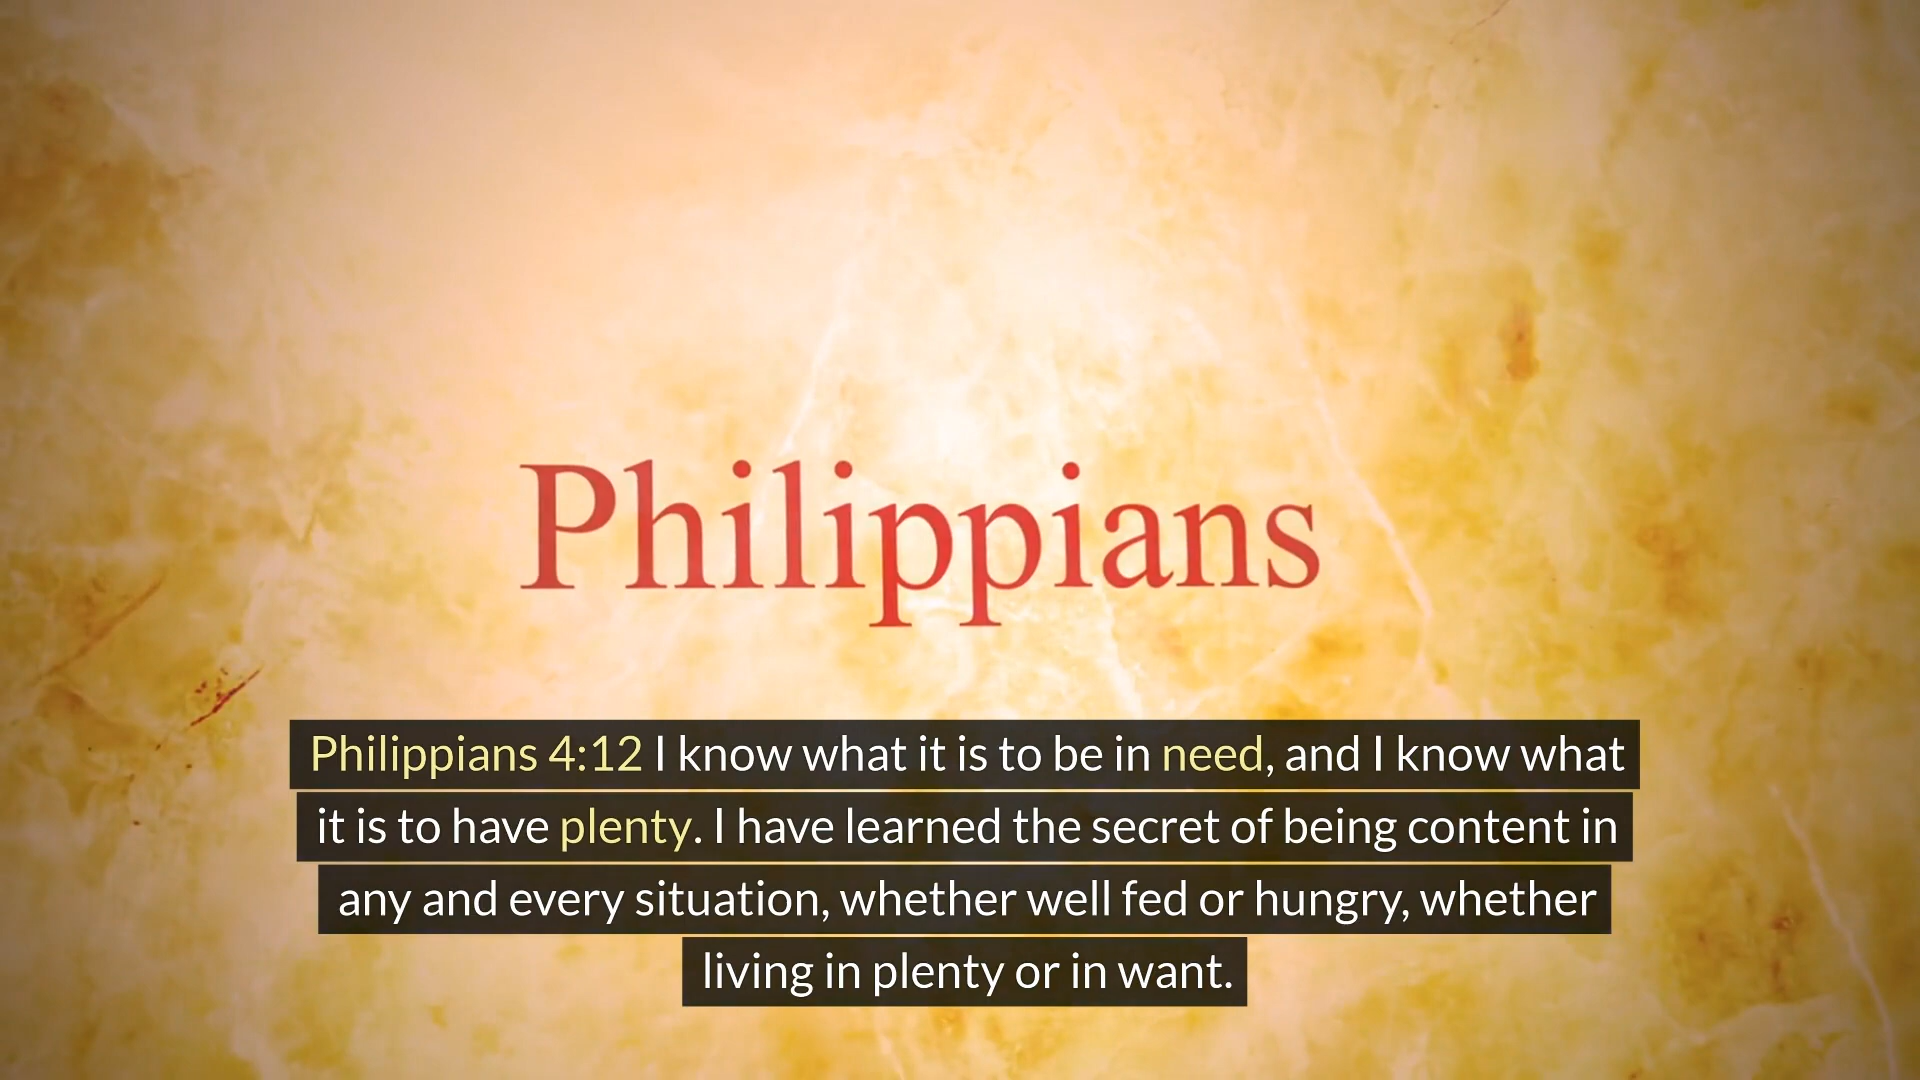 Philippians
Philippians 4:12 I know what it is to be in need, and I know what
it is to have plenty. I have learned the secret of being content in
any and every situation, whether well fed or hungry, whether
living in plenty or in want.